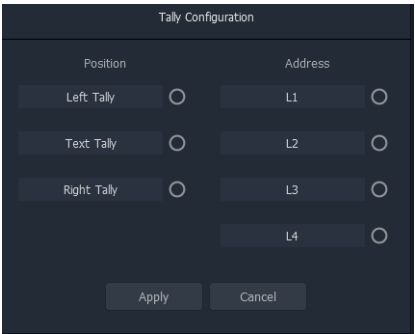 Tally Configuration
Position Address
Left Tally L1
Text Tally L2
Right Tally L3
L4
Apply Cancel